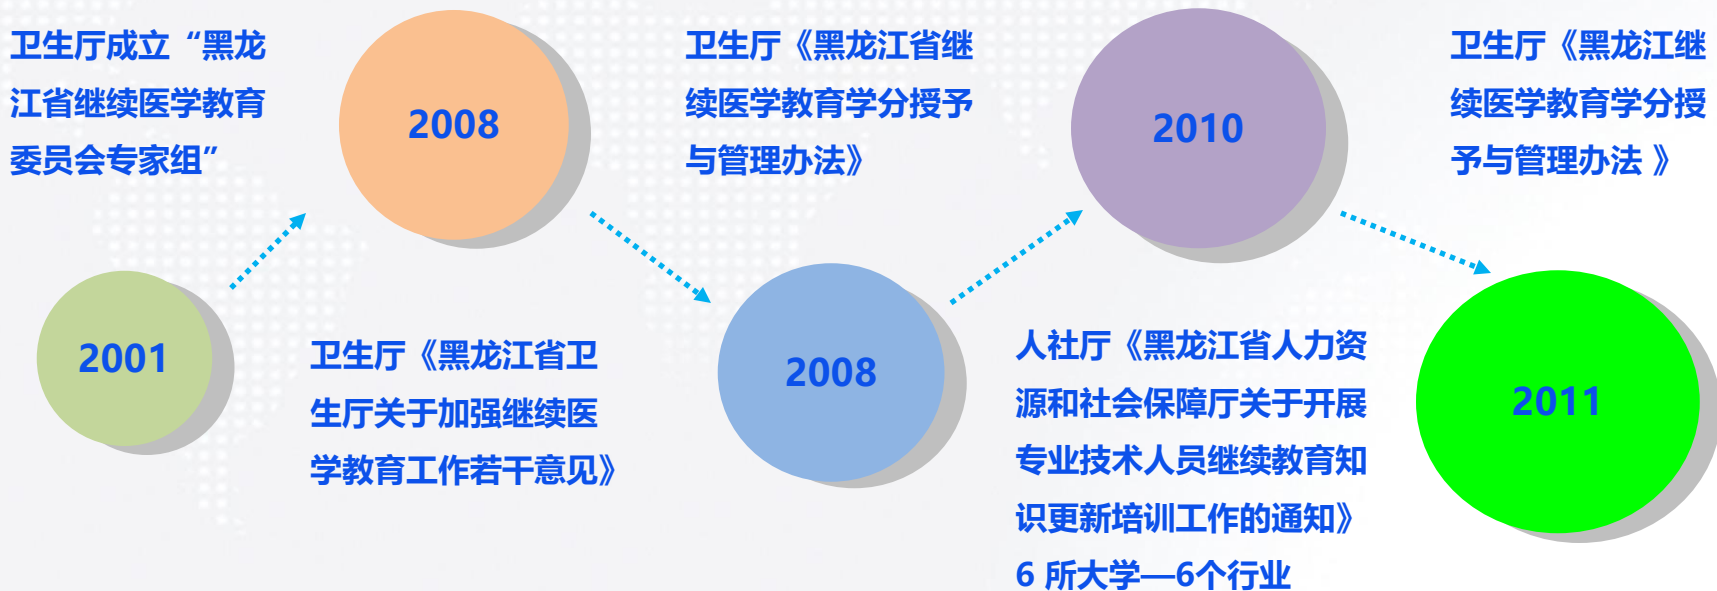 卫生厅成立“黑龙
江省继续医学教育
委员会专家组”
2001
2008
卫生厅《黑龙江省卫
生厅关于加强继续医
学教育工作若干意见》
卫生厅《黑龙江省继
续医学教育学分授予
与管理办法》
2008
2010
人社厅《黑龙江省人力资
源和社会保障厅关于开展
专业技术人员继续教育知
识更新培训工作的通知》
6 所大学—6个行业
卫生厅《黑龙江继
续医学教育学分授
予与管理办法 》
2011